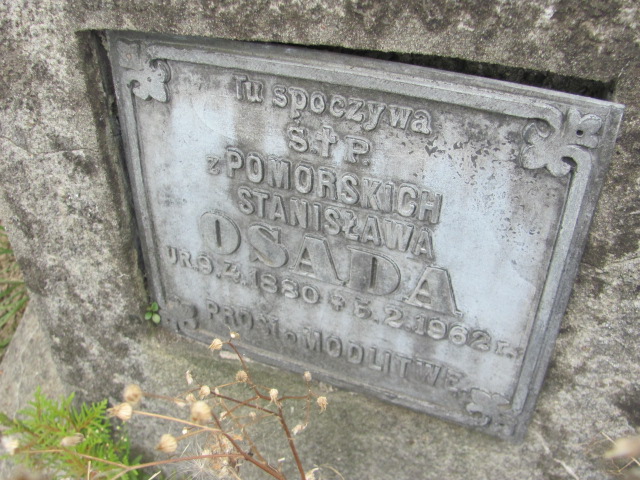 Tu spoczywa
Ś✝P.
z POMORSKICH
STANISŁAWA
OSADA
UR. 9.4.1880 ✝ 5.2.1962 r.
PROSI o MODLITWĘ